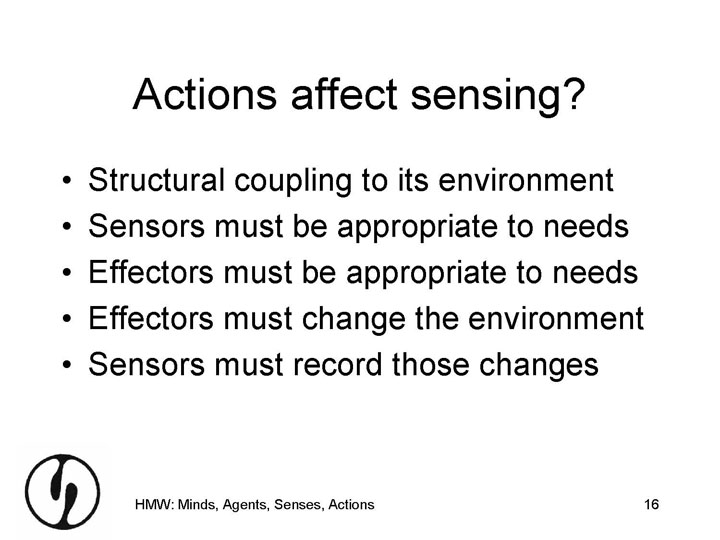 Actions affect sensing?
• Structural coupling to its environment
• Sensors must be appropriate to needs
• Effectors must be appropriate to needs
• Effectors must change the environment
• Sensors must record those changes
HMW: Minds, Agents, Senses, Actions 16